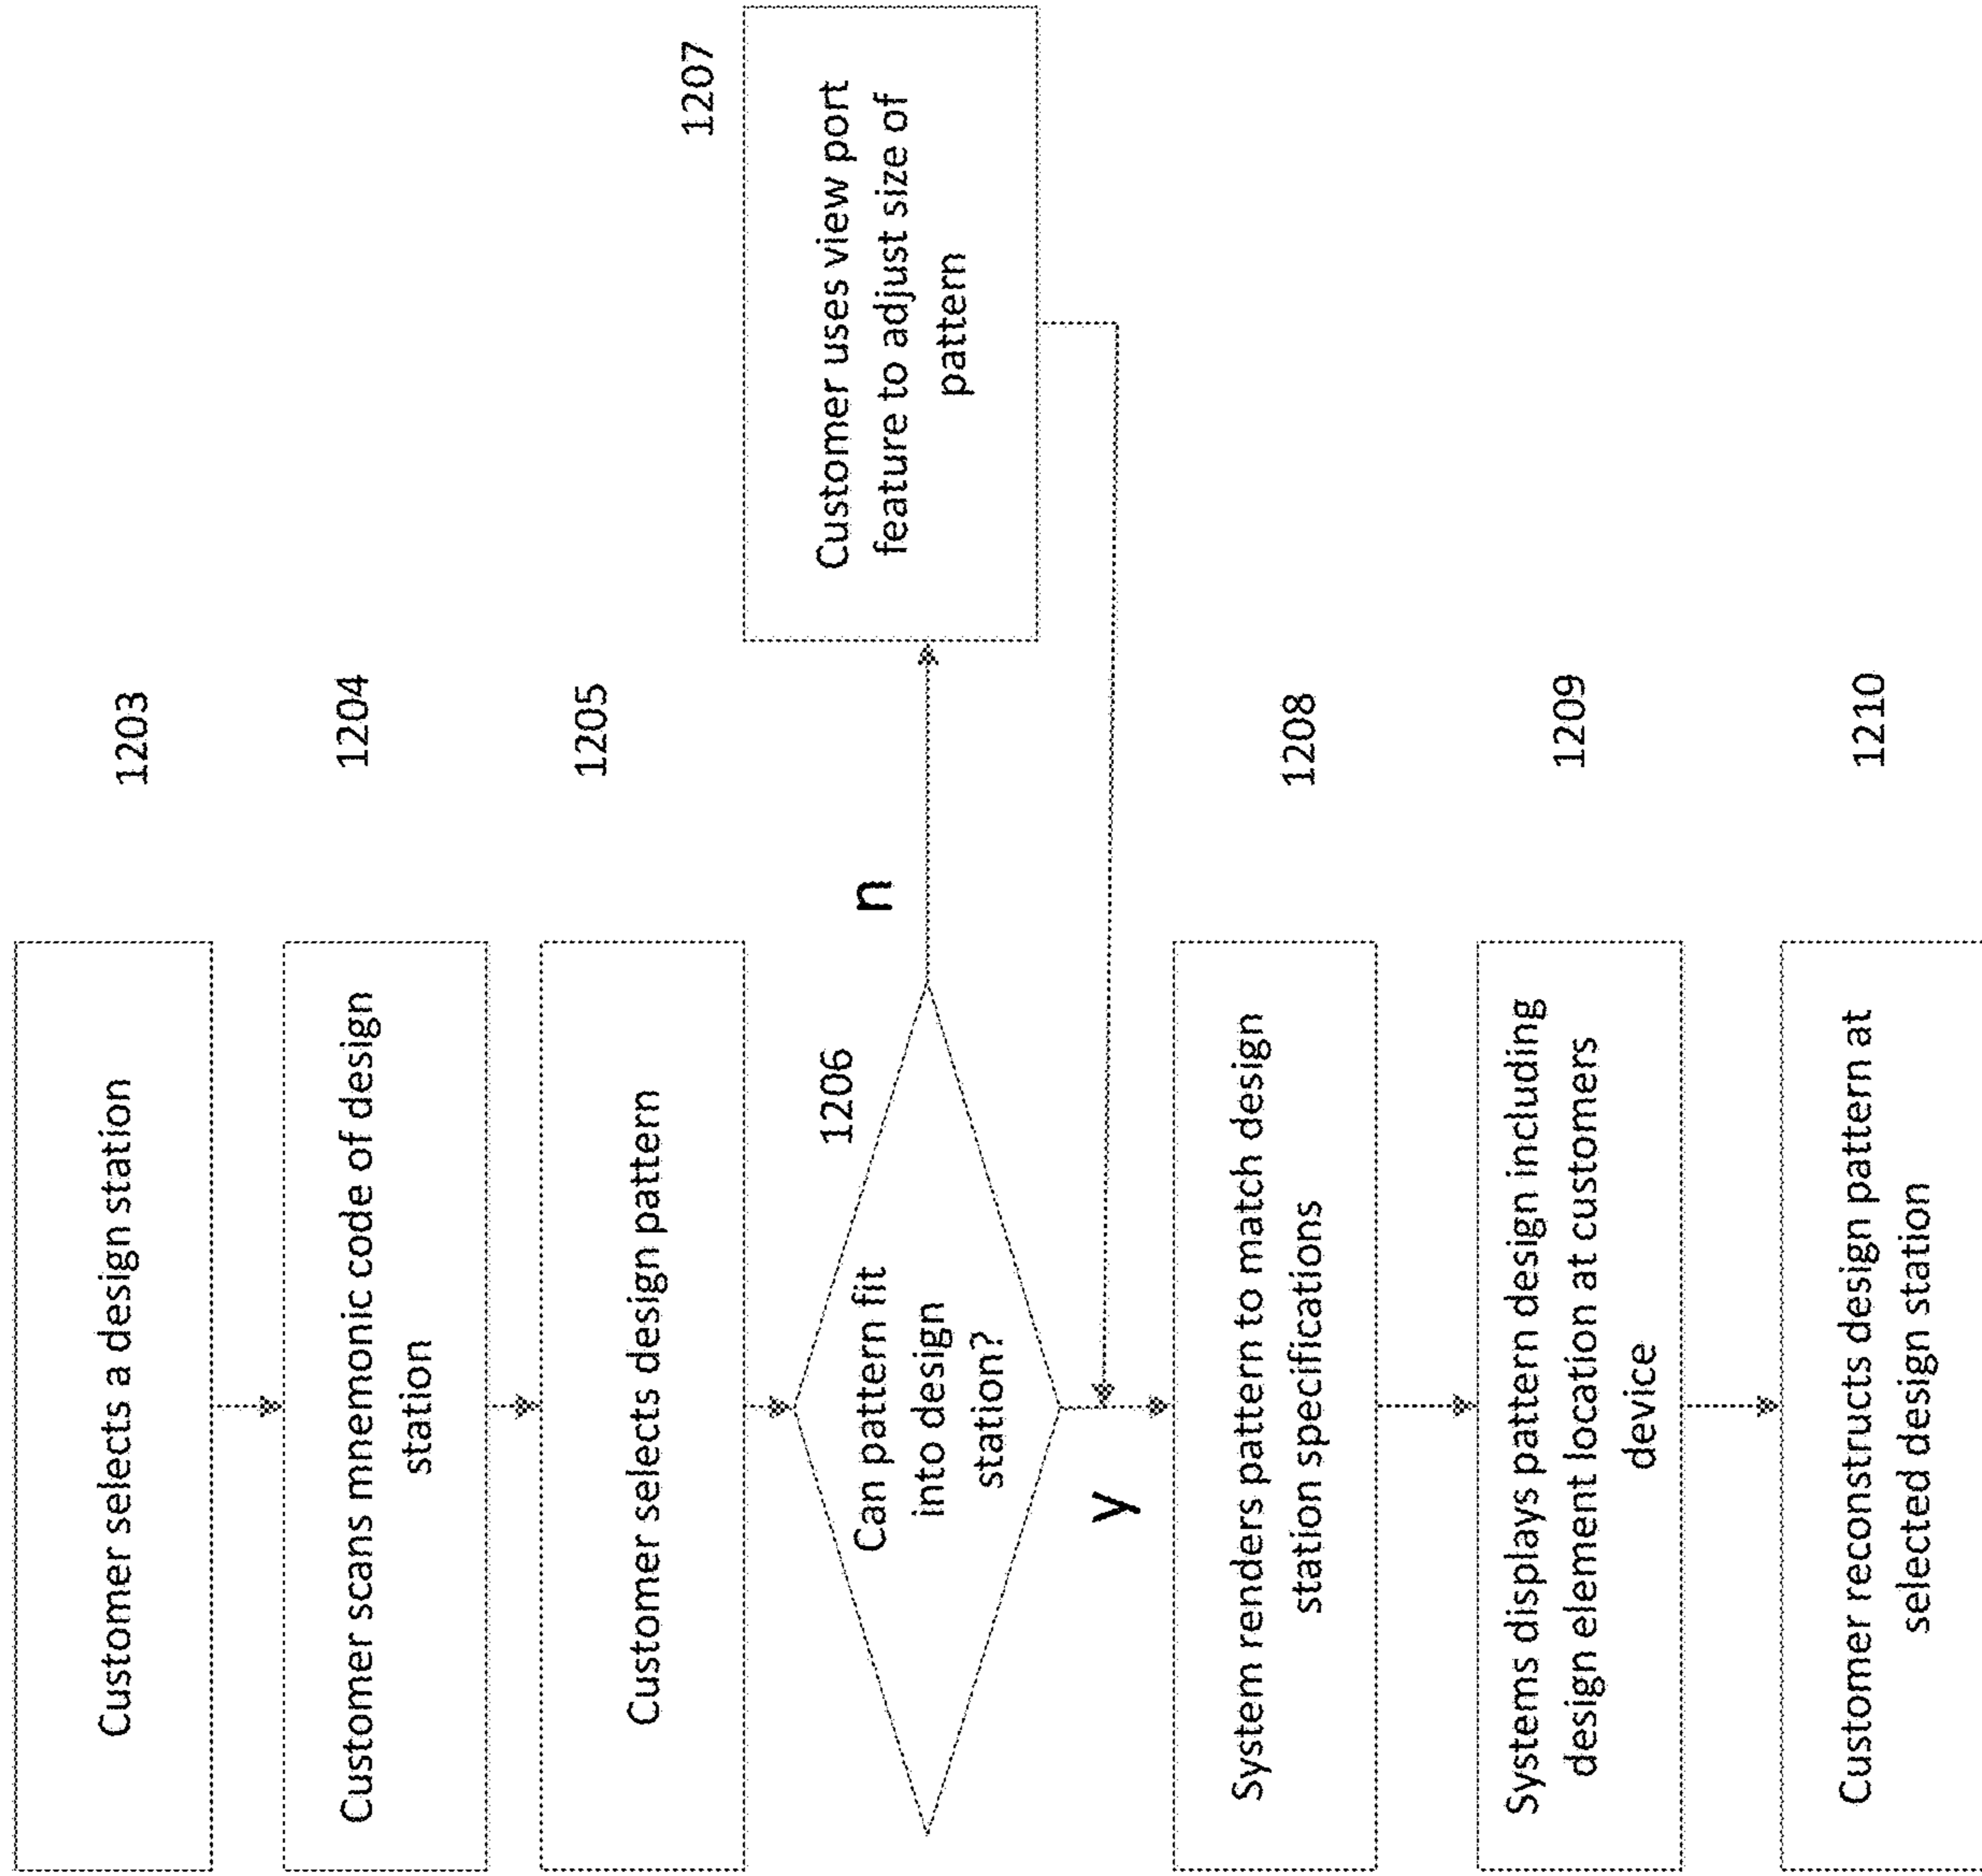 Customer selects a design station
1203
Customer scans mnemonic code of design
station
1204
Customer selects design pattern
1205
Can pattern fit
into design
station?
1206
n
y
Customer uses view port
feature to adjust size of
pattern
1207
System renders pattern to match design
station specifications
1208
Systems displays pattern design including
design element location at customers
device
1209
Customer reconstructs design pattern at
selected design station
1210